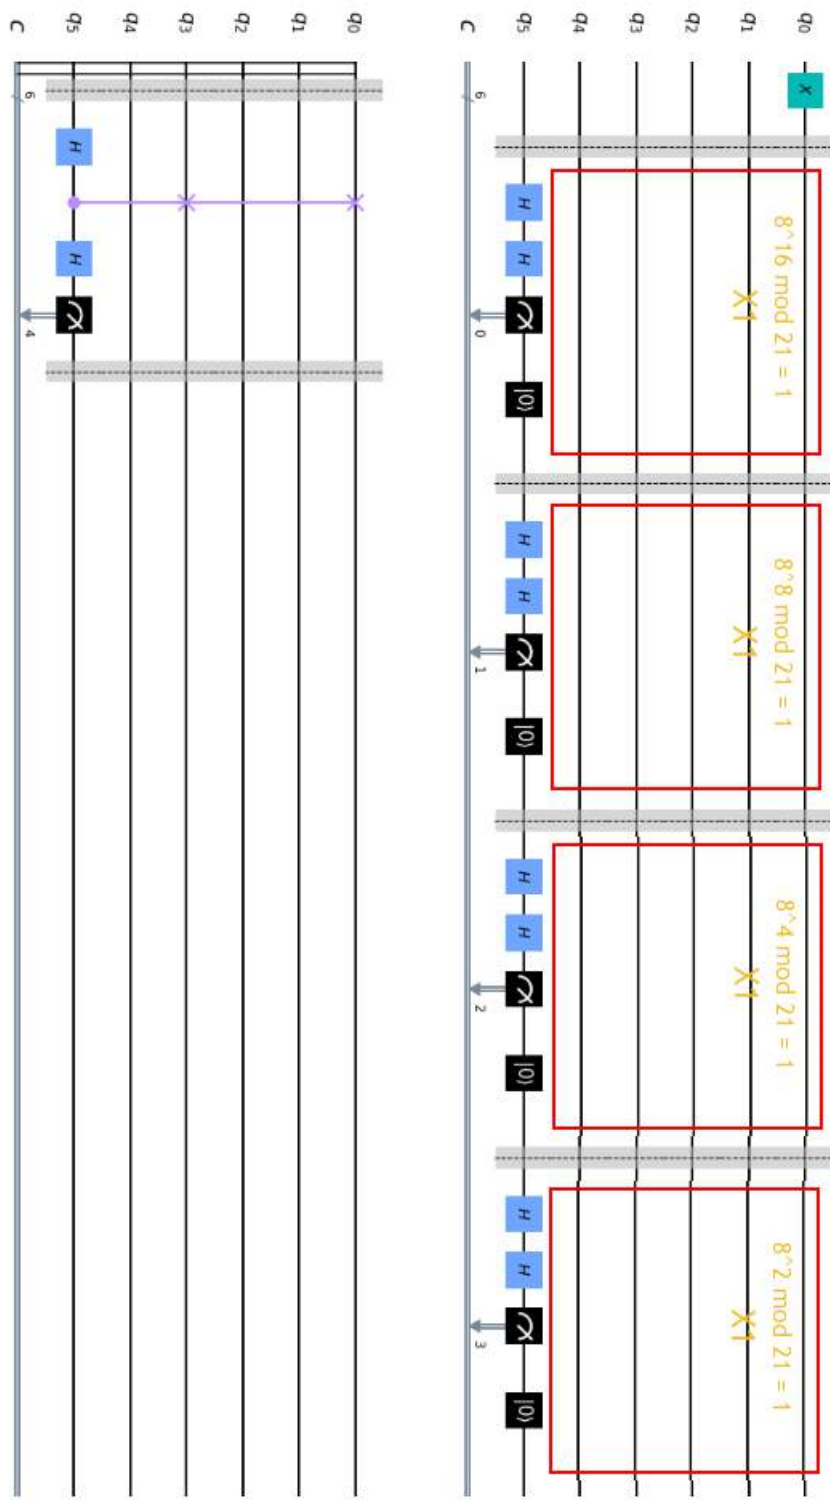 8^16 mod 21 = 1 8^8 mod 21 = 1 8^4 mod 21 = 1 8^2 mod 21 = 1
q0 X
q1 X1 X1 X1 X1
q2
q3
q4
q5 H H |0⟩ H H |0⟩ H H |0⟩ H H |0⟩
c 6 0 1 2 3
q0
q1
q2
q3
q4
q5 H H
c 6 4